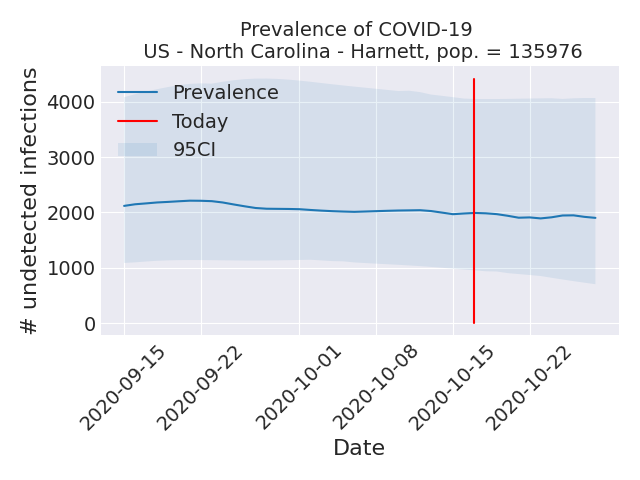 Prevalence of COVID-19
US - North Carolina - Harnett, pop. = 135976
# undetected infections
4000
3000
2000
1000
0
Prevalence
Today
95CI
2020-09-15
2020-09-22
2020-10-01
2020-10-08
2020-10-15
2020-10-22
Date